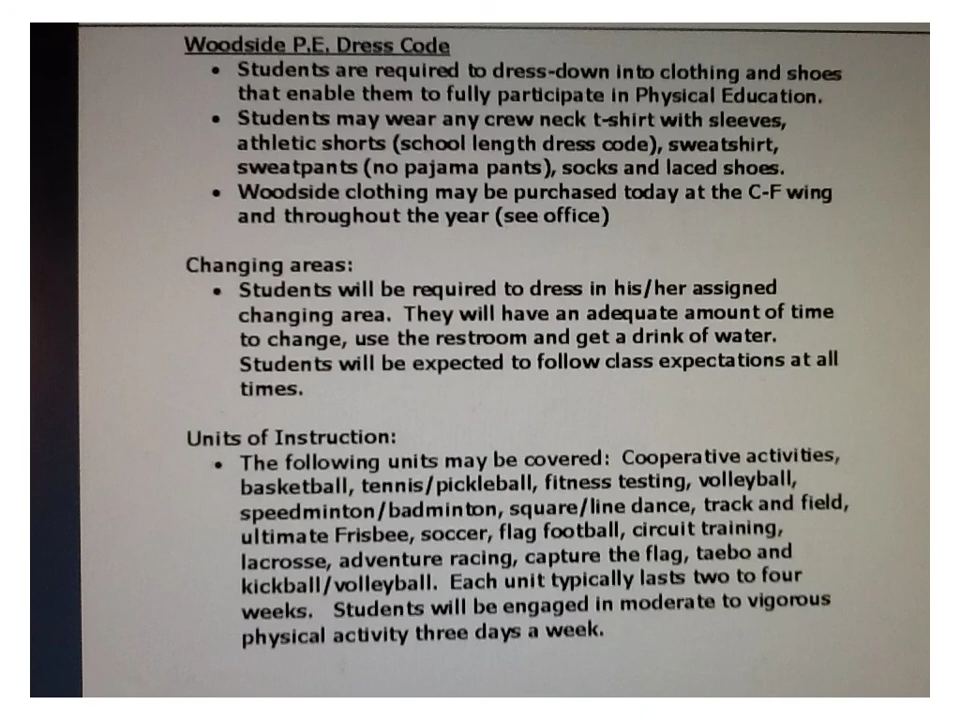 Woodside P.E. Dress Code
• Students are required to dress-down into clothing and shoes
that enable them to fully participate in Physical Education.
• Students may wear any crew neck t-shirt with sleeves,
athletic shorts (school length dress code), sweatshirt,
sweatpants (no pajama pants), socks and laced shoes.
• Woodside clothing may be purchased today at the C-F wing
and throughout the year (see office)
Changing areas:
• Students will be required to dress in his/her assigned
changing area. They will have an adequate amount of time
to change, use the restroom and get a drink of water.
Students will be expected to follow class expectations at all
times.
Units of Instruction:
• The following units may be covered: Cooperative activities,
basketball, tennis/pickleball, fitness testing, volleyball,
speedminton/badminton, square/line dance, track and field,
ultimate Frisbee, soccer, flag football, circuit training,
lacrosse, adventure racing, capture the flag, taebo and
kickball/volleyball. Each unit typically lasts two to four
weeks. Students will be engaged in moderate to vigorous
physical activity three days a week.